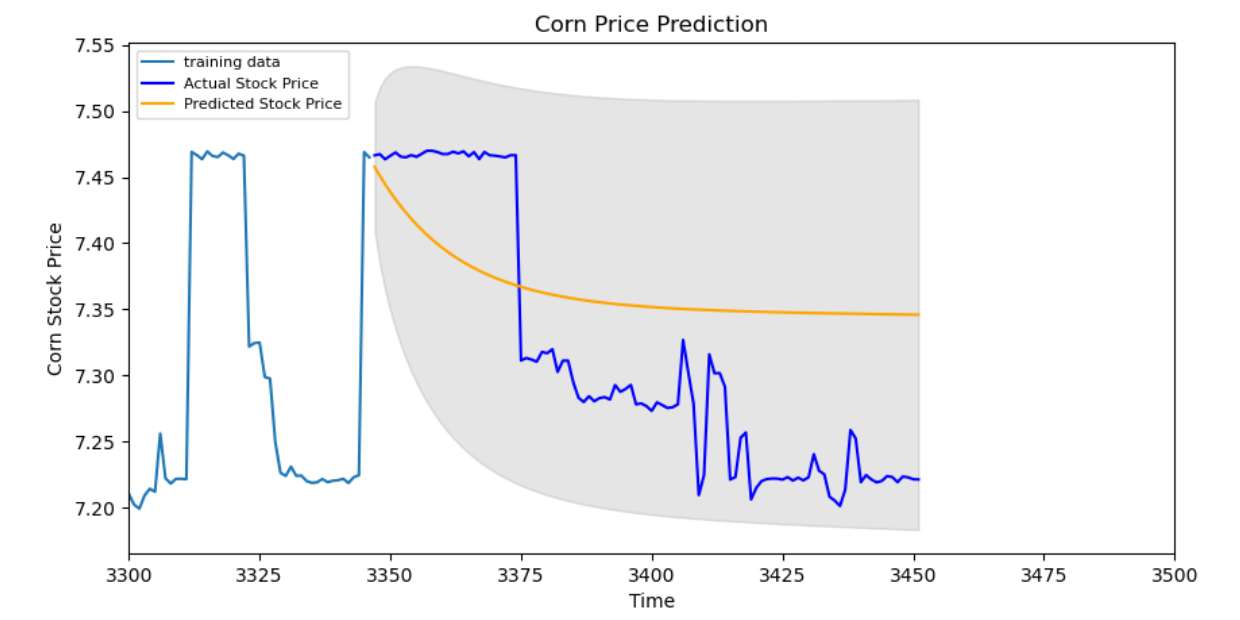 Corn Price Prediction
training data
Actual Stock Price
Predicted Stock Price
Corn Stock Price
7.55
7.50
7.45
7.40
7.35
7.30
7.25
7.20
3300 3325 3350 3375 3400 3425 3450 3475 3500
Time